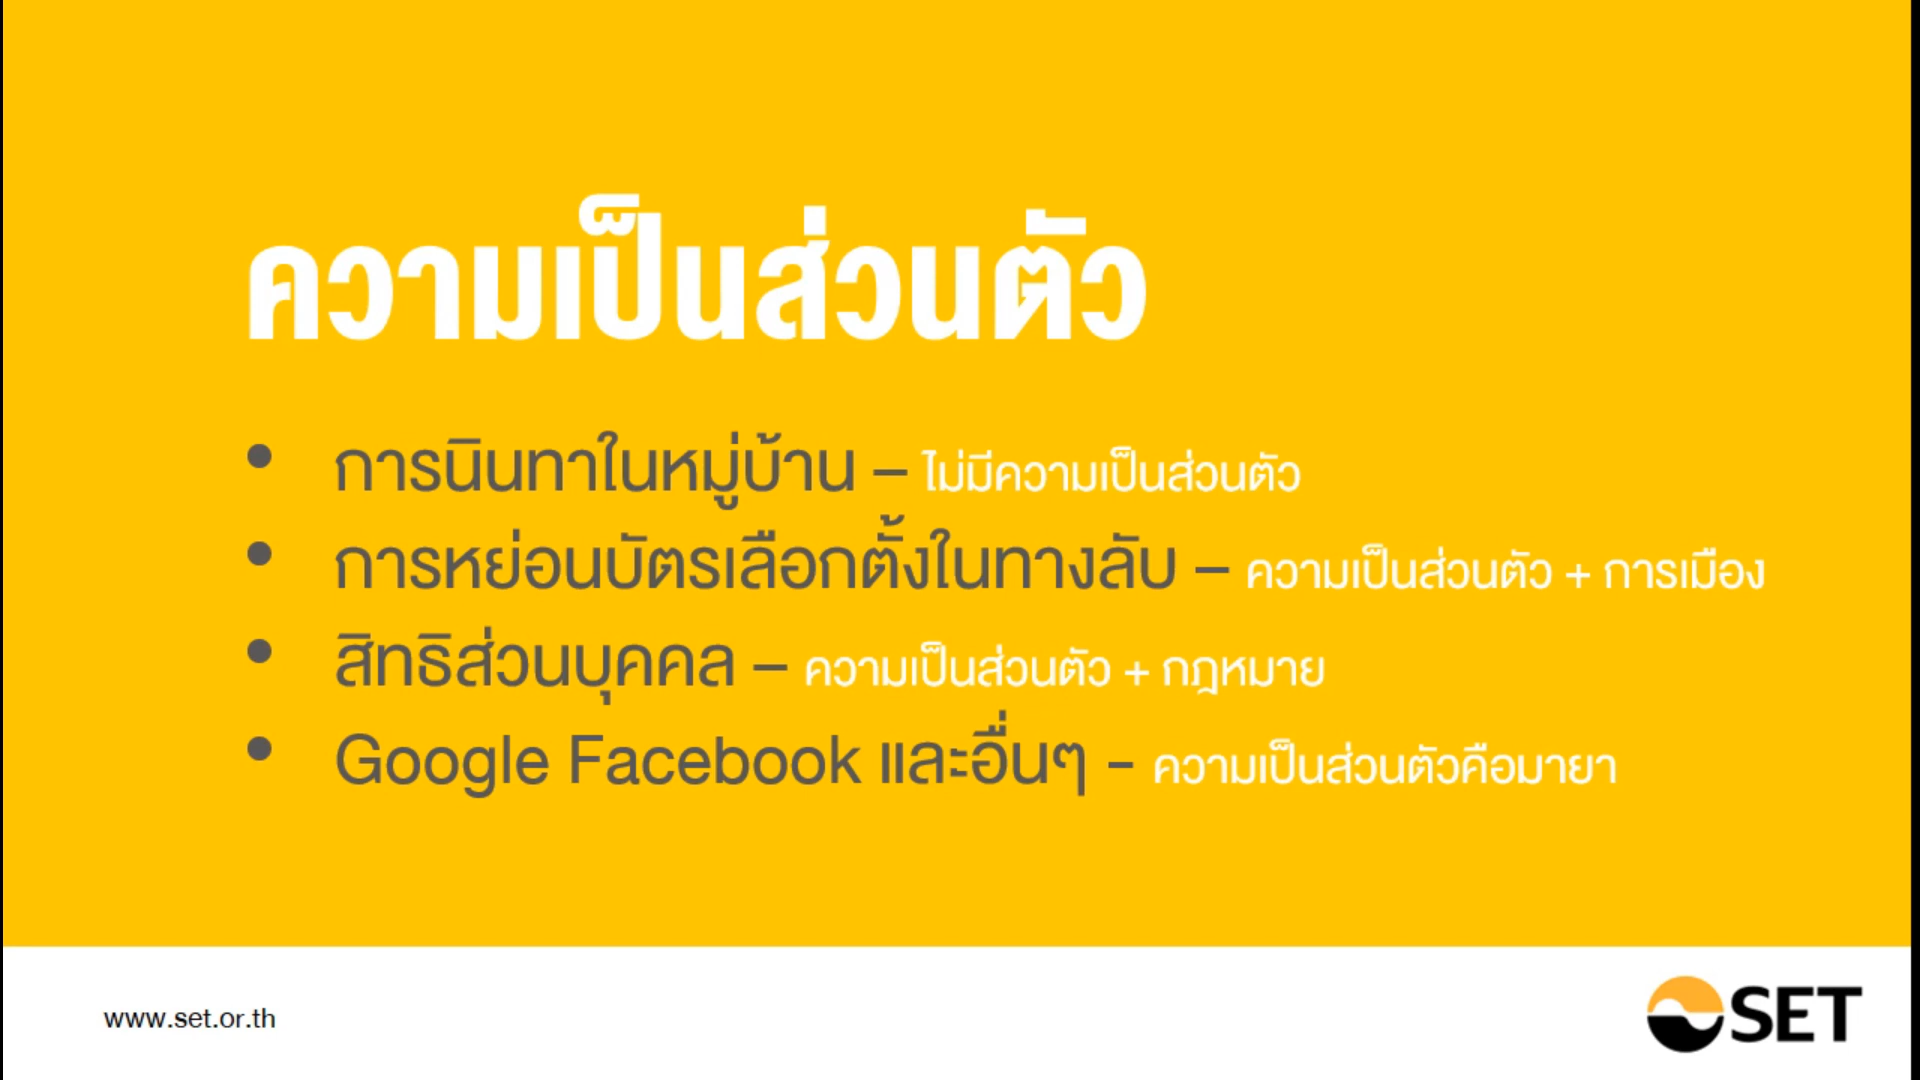 ความเป็นส่วนตัว
• การนินทาในหมู่บ้าน – ไม่มีความเป็นส่วนตัว
• การหย่อนบัตรเลือกตั้งในทางลับ – ความเป็นส่วนตัว + การเมือง
• สิทธิส่วนบุคคล – ความเป็นส่วนตัว + กฎหมาย
• Google Facebook และอื่นๆ - ความเป็นส่วนตัวคือมายา
www.set.or.th
SET